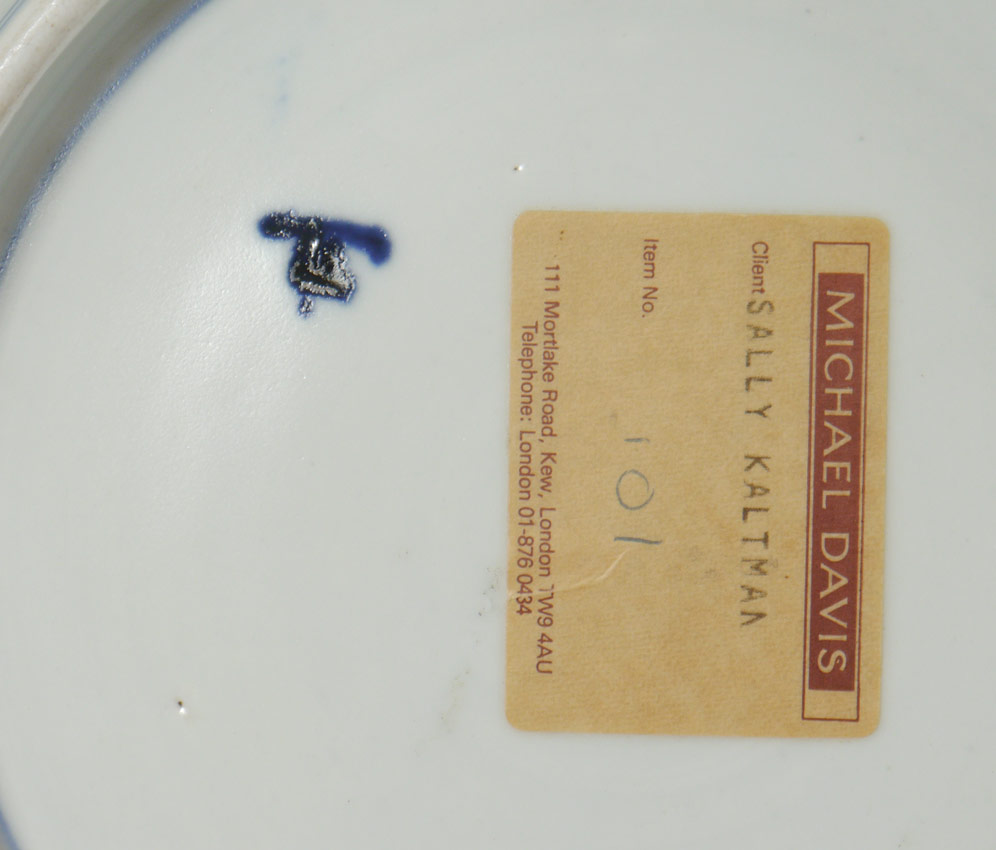 MICHAEL DAVIS
Client SALLY KALTMAN
Item No. 101
111 Mortlake Road, Kew, London TW9 4AU
Telephone: London 01-876 0434